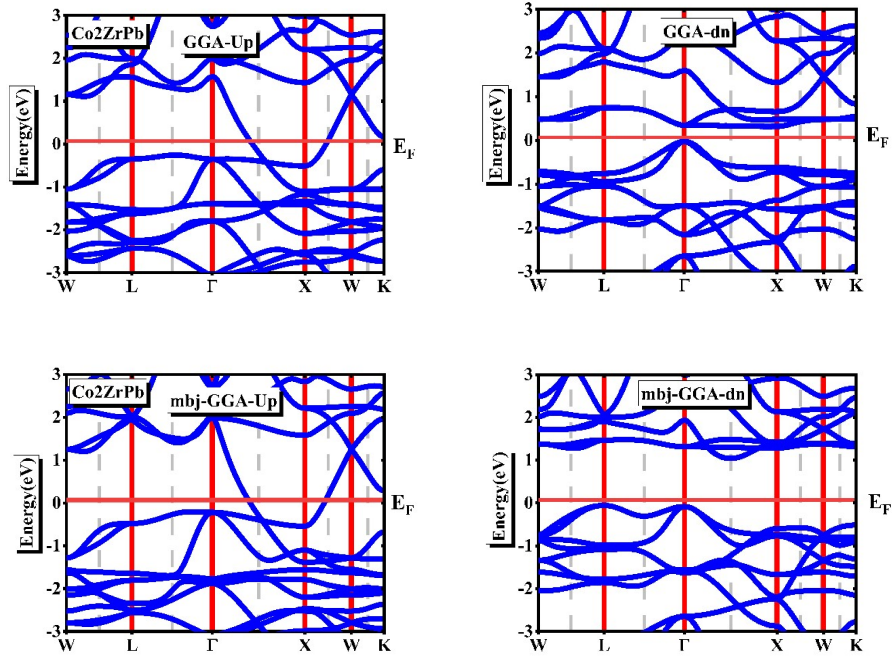 Co2ZrPb
GGA-Up
Energy(eV)
3
2
1
0
-1
-2
-3
W L Γ X W K
E_F
GGA-dn
Energy(eV)
3
2
1
0
-1
-2
-3
W L Γ X W K
E_F
Co2ZrPb
mbj-GGA-Up
Energy(eV)
3
2
1
0
-1
-2
-3
W L Γ X W K
E_F
mbj-GGA-dn
Energy(eV)
3
2
1
0
-1
-2
-3
W L Γ X W K
E_F